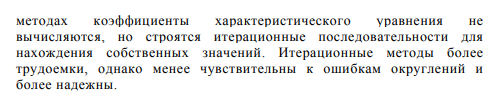 методах коэффициенты характеристического уравнения не
вычисляются, но строятся итерационные последовательности для
нахождения собственных значений. Итерационные методы более
трудоемки, однако менее чувствительны к ошибкам округлений и
более надежны.